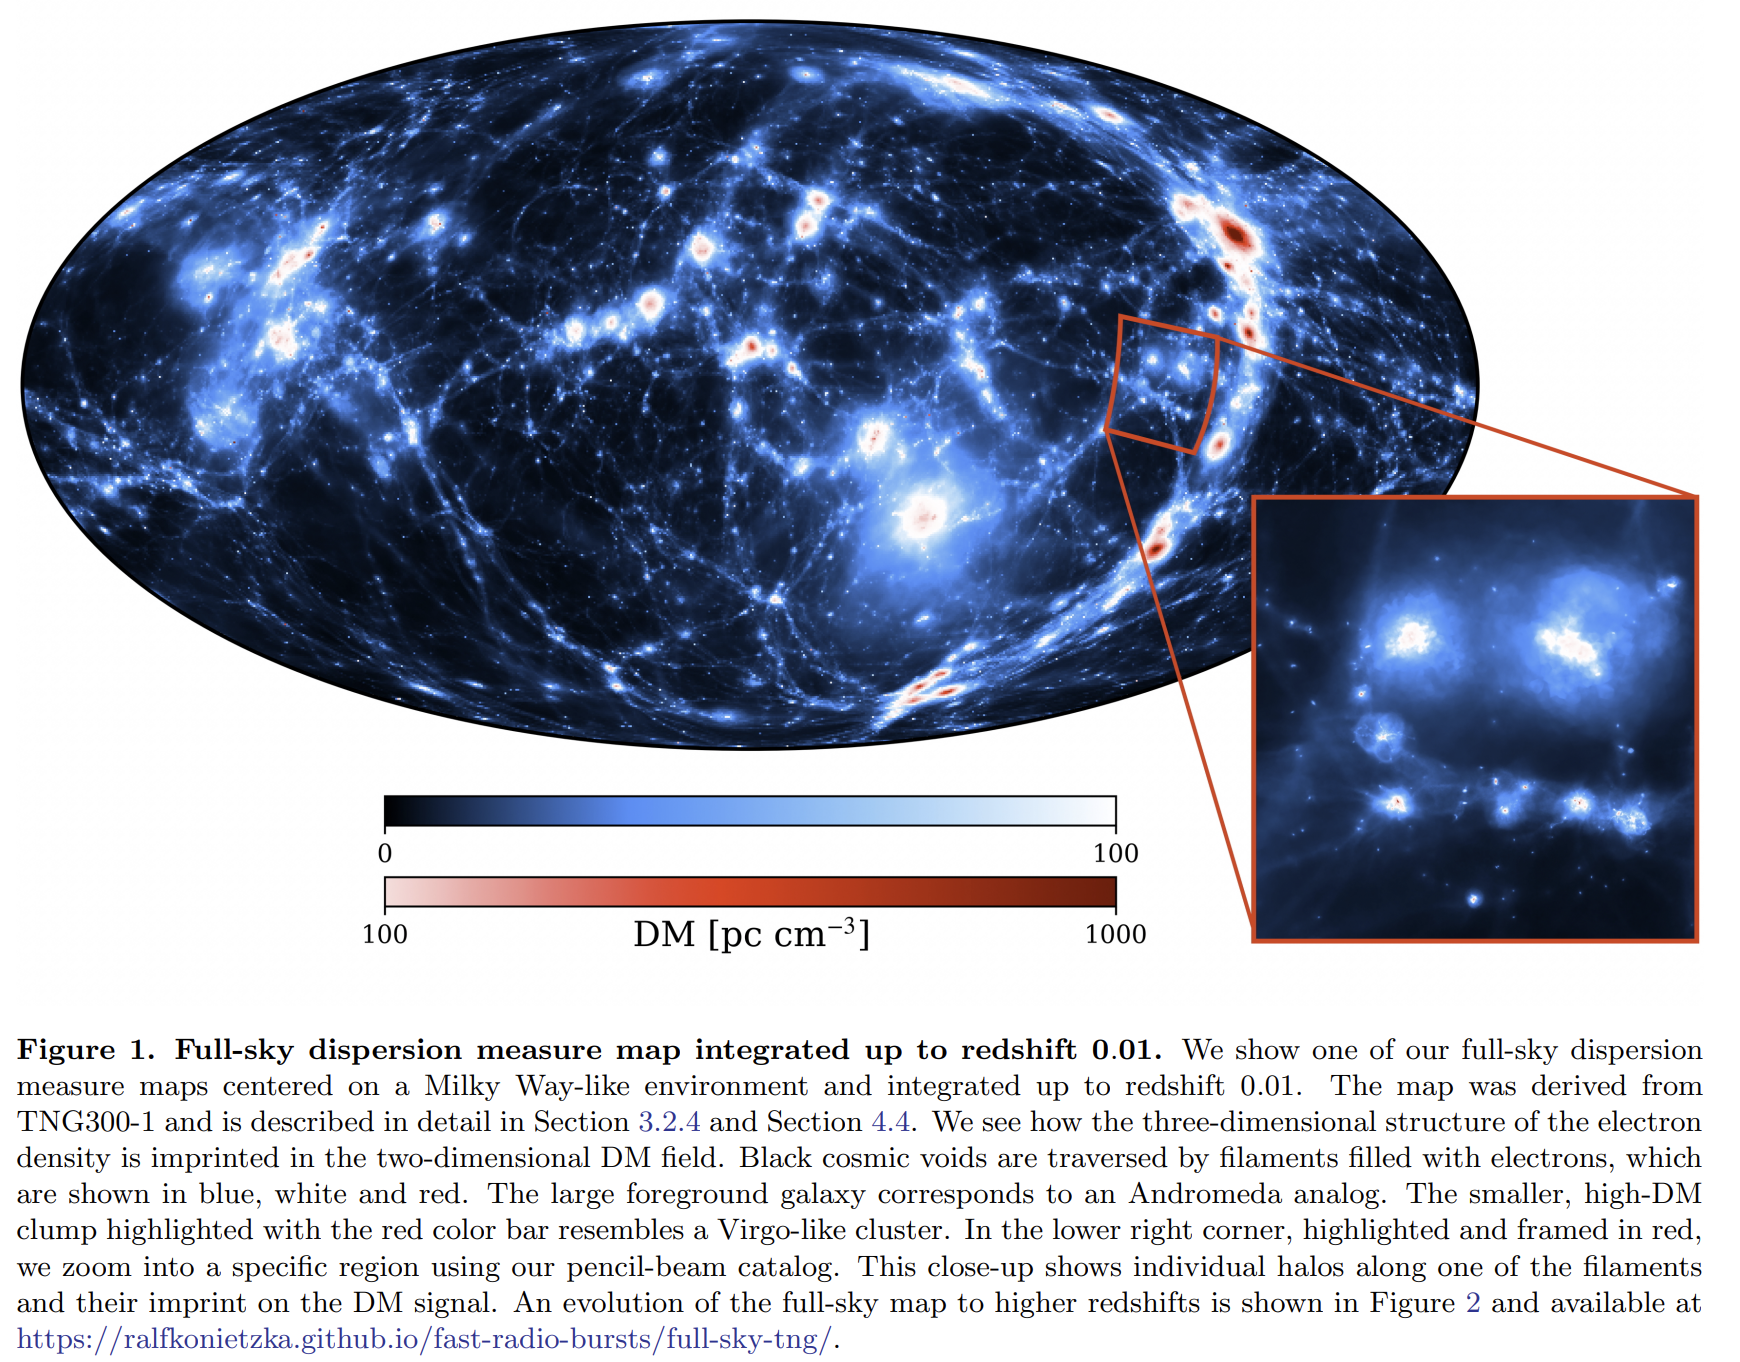 0 100
100 DM [pc cm⁻³] 1000
Figure 1. Full-sky dispersion measure map integrated up to redshift 0.01. We show one of our full-sky dispersion
measure maps centered on a Milky Way-like environment and integrated up to redshift 0.01. The map was derived from
TNG300-1 and is described in detail in Section 3.2.4 and Section 4.4. We see how the three-dimensional structure of the electron
density is imprinted in the two-dimensional DM field. Black cosmic voids are traversed by filaments filled with electrons, which
are shown in blue, white and red. The large foreground galaxy corresponds to an Andromeda analog. The smaller, high-DM
clump highlighted with the red color bar resembles a Virgo-like cluster. In the lower right corner, highlighted and framed in red,
we zoom into a specific region using our pencil-beam catalog. This close-up shows individual halos along one of the filaments
and their imprint on the DM signal. An evolution of the full-sky map to higher redshifts is shown in Figure 2 and available at
https://ralfkonietzka.github.io/fast-radio-bursts/full-sky-tng/.